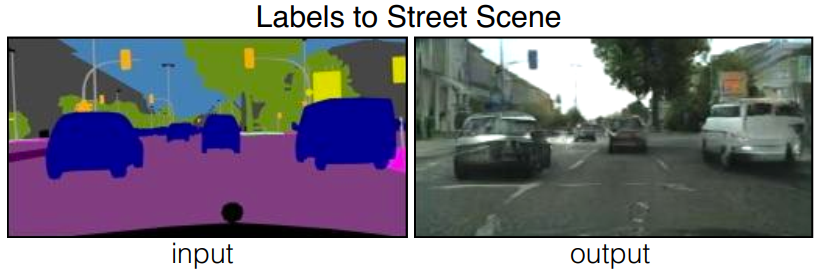 Labels to Street Scene
input
output